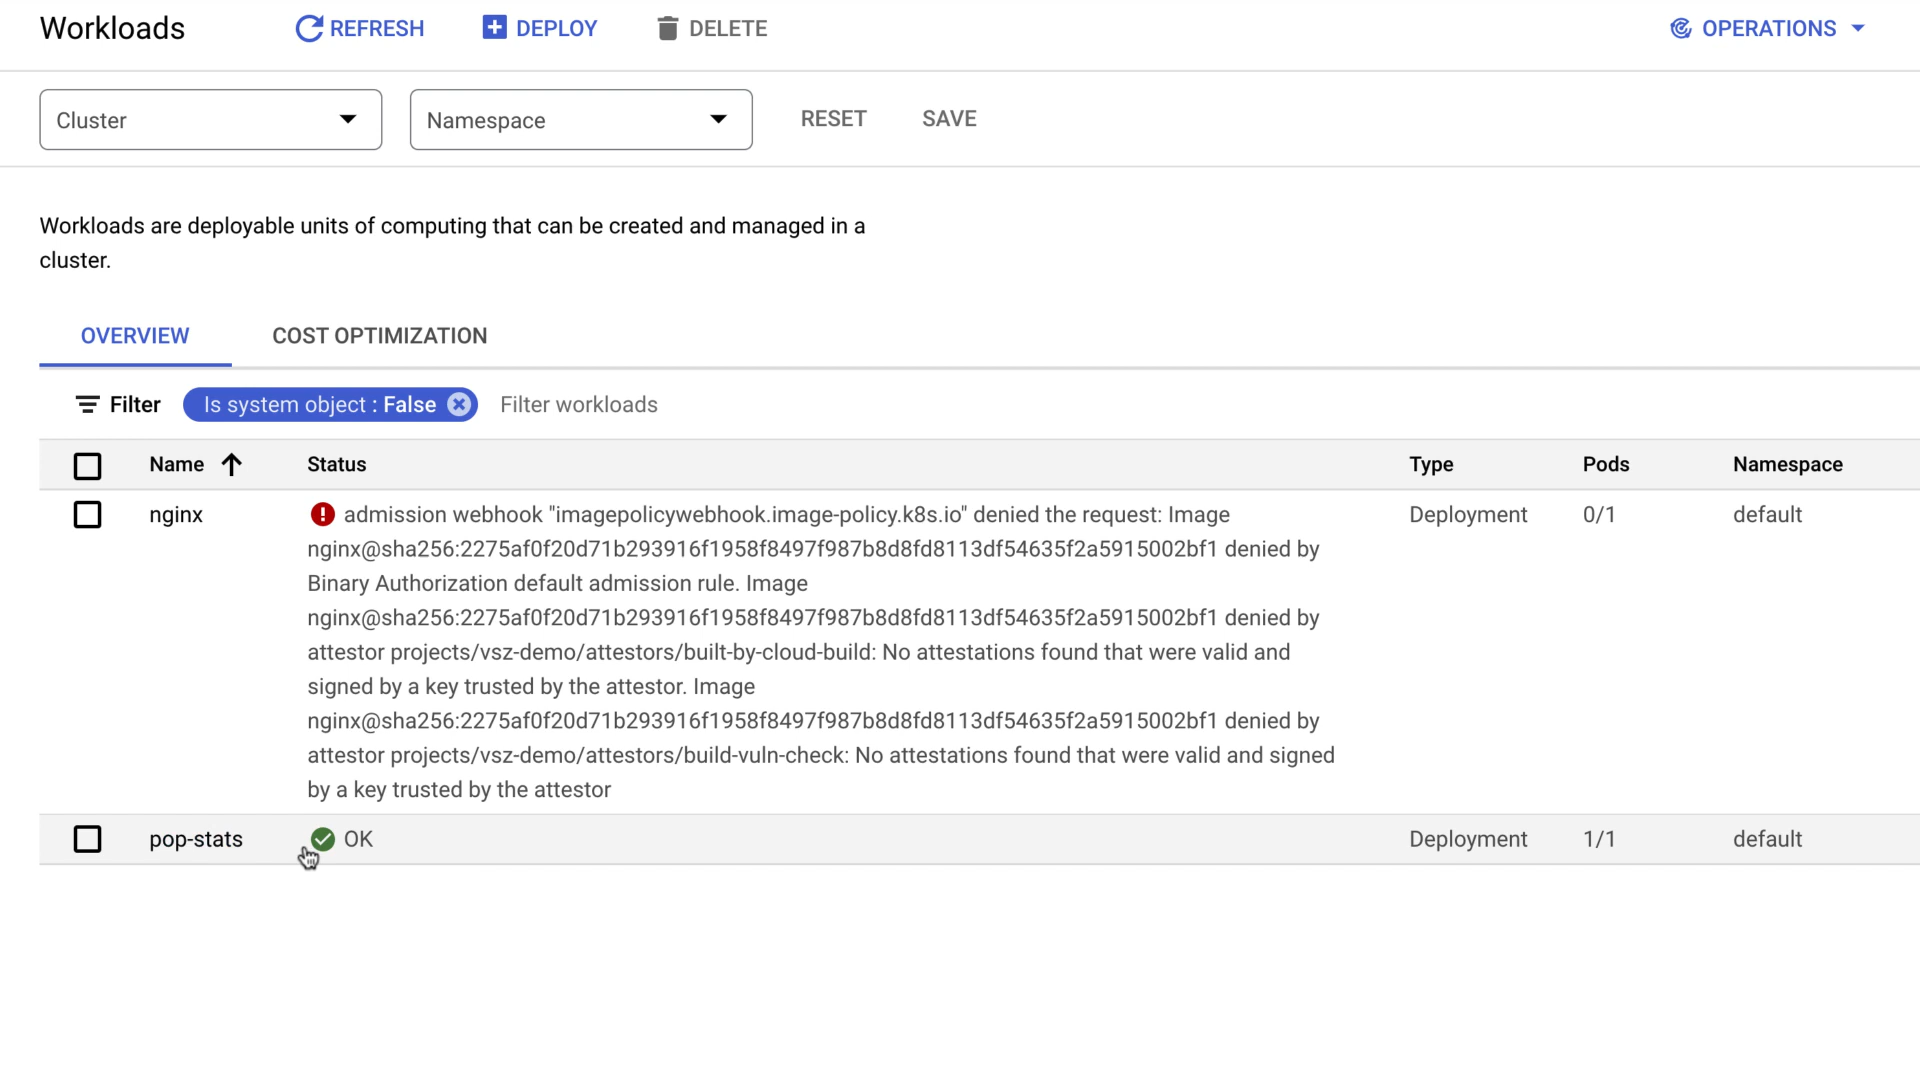 Workloads REFRESH DEPLOY DELETE OPERATIONS
Cluster Namespace RESET SAVE
Workloads are deployable units of computing that can be created and managed in a
cluster.
OVERVIEW COST OPTIMIZATION
Filter Is system object : False Filter workloads
Name Status Type Pods Namespace
nginx admission webhook "imagepolicywebhook.image-policy.k8s.io" denied the request: Image Deployment 0/1 default
nginx@sha256:2275af0f20d71b293916f1958f8497f987b8d8fd8113df54635f2a5915002bf1 denied by
Binary Authorization default admission rule. Image
nginx@sha256:2275af0f20d71b293916f1958f8497f987b8d8fd8113df54635f2a5915002bf1 denied by
attestor projects/vsz-demo/attestors/built-by-cloud-build: No attestations found that were valid and
signed by a key trusted by the attestor. Image
nginx@sha256:2275af0f20d71b293916f1958f8497f987b8d8fd8113df54635f2a5915002bf1 denied by
attestor projects/vsz-demo/attestors/build-vuln-check: No attestations found that were valid and signed
by a key trusted by the attestor
pop-stats OK Deployment 1/1 default